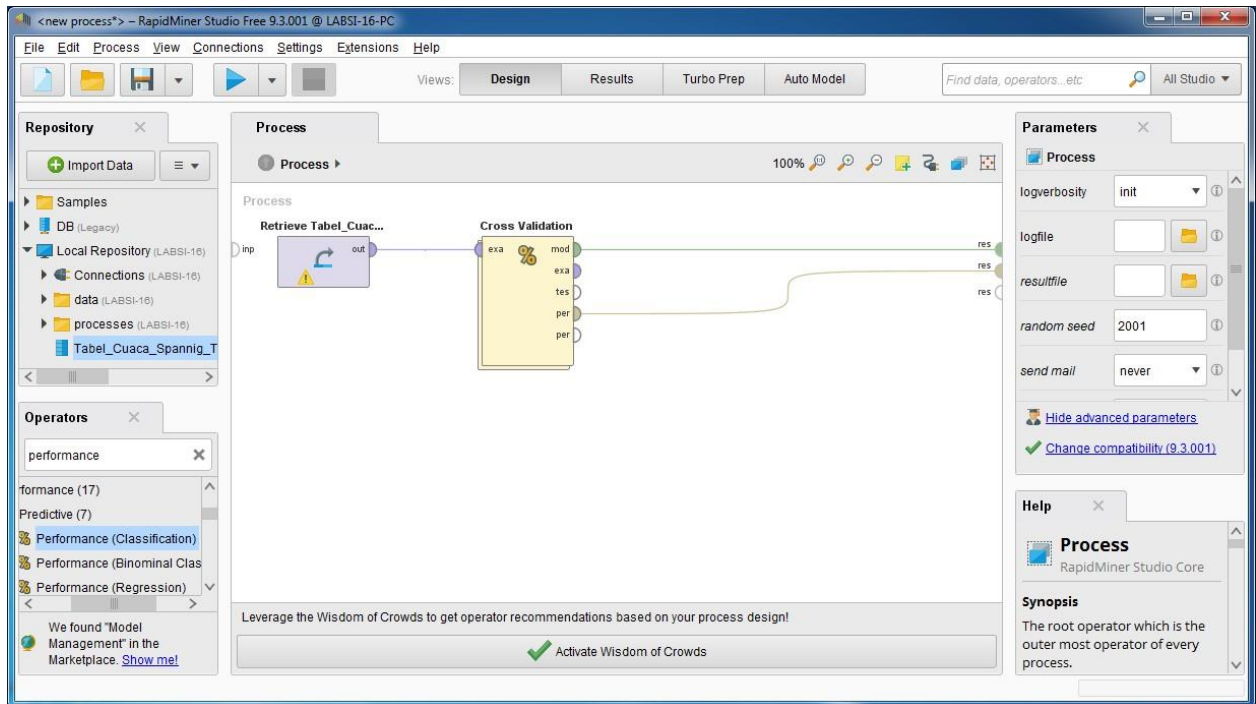 <new process*> – RapidMiner Studio Free 9.3.001 @ LABSI-16-PC
File Edit Process View Connections Settings Extensions Help
Views: Design Results Turbo Prep Auto Model Find data, operators...etc All Studio
Repository
Import Data
Samples
DB (Legacy)
Local Repository (LABSI-16)
Connections (LABSI-16)
data (LABSI-16)
processes (LABSI-16)
Tabel_Cuaca_Spannig_T
Operators
performance
formance (17)
Predictive (7)
Performance (Classification)
Performance (Binominal Clas
Performance (Regression)
We found "Model
Management" in the
Marketplace. Show me!
Process
Process
100%
Process
Retrieve Tabel_Cuac...
Cross Validation
inp
out
exa
mod
exa
tes
per
per
res
res
res
Leverage the Wisdom of Crowds to get operator recommendations based on your process design!
Activate Wisdom of Crowds
Parameters
Process
logverbosity init
logfile
resultfile
random seed 2001
send mail never
Hide advanced parameters
Change compatibility (9.3.001)
Help
Process
RapidMiner Studio Core
Synopsis
The root operator which is the
outer most operator of every
process.